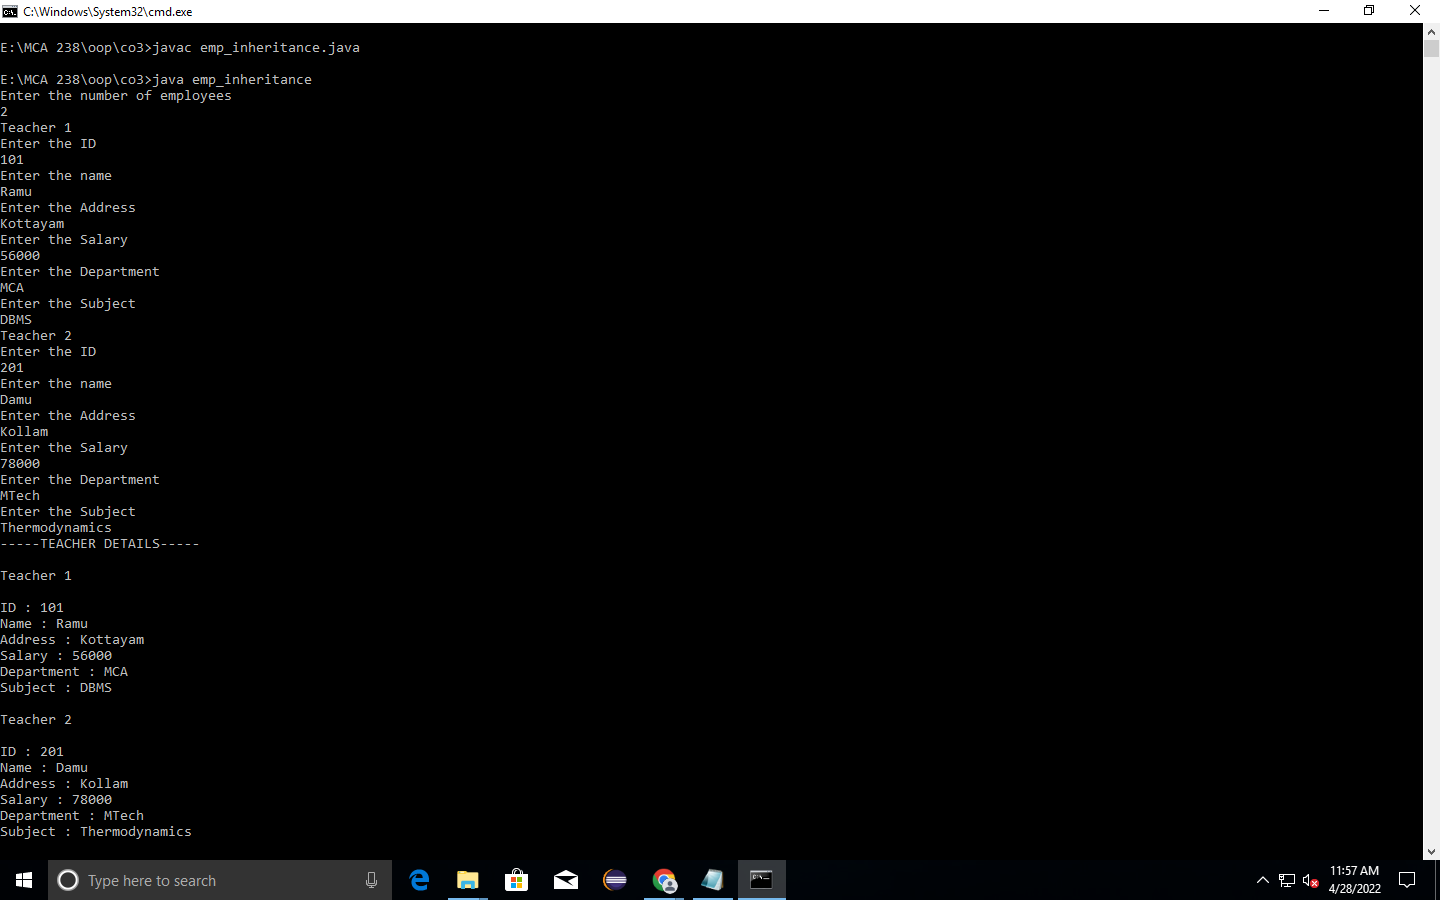 C:\Windows\System32\cmd.exe
E:\MCA 238\oop\co3>javac emp_inheritance.java
E:\MCA 238\oop\co3>java emp_inheritance
Enter the number of employees
2
Teacher 1
Enter the ID
101
Enter the name
Ramu
Enter the Address
Kottayam
Enter the Salary
56000
Enter the Department
MCA
Enter the Subject
DBMS
Teacher 2
Enter the ID
201
Enter the name
Damu
Enter the Address
Kollam
Enter the Salary
78000
Enter the Department
MTech
Enter the Subject
Thermodynamics
-----TEACHER DETAILS-----
Teacher 1
ID : 101
Name : Ramu
Address : Kottayam
Salary : 56000
Department : MCA
Subject : DBMS
Teacher 2
ID : 201
Name : Damu
Address : Kollam
Salary : 78000
Department : MTech
Subject : Thermodynamics
Type here to search
11:57 AM
4/28/2022